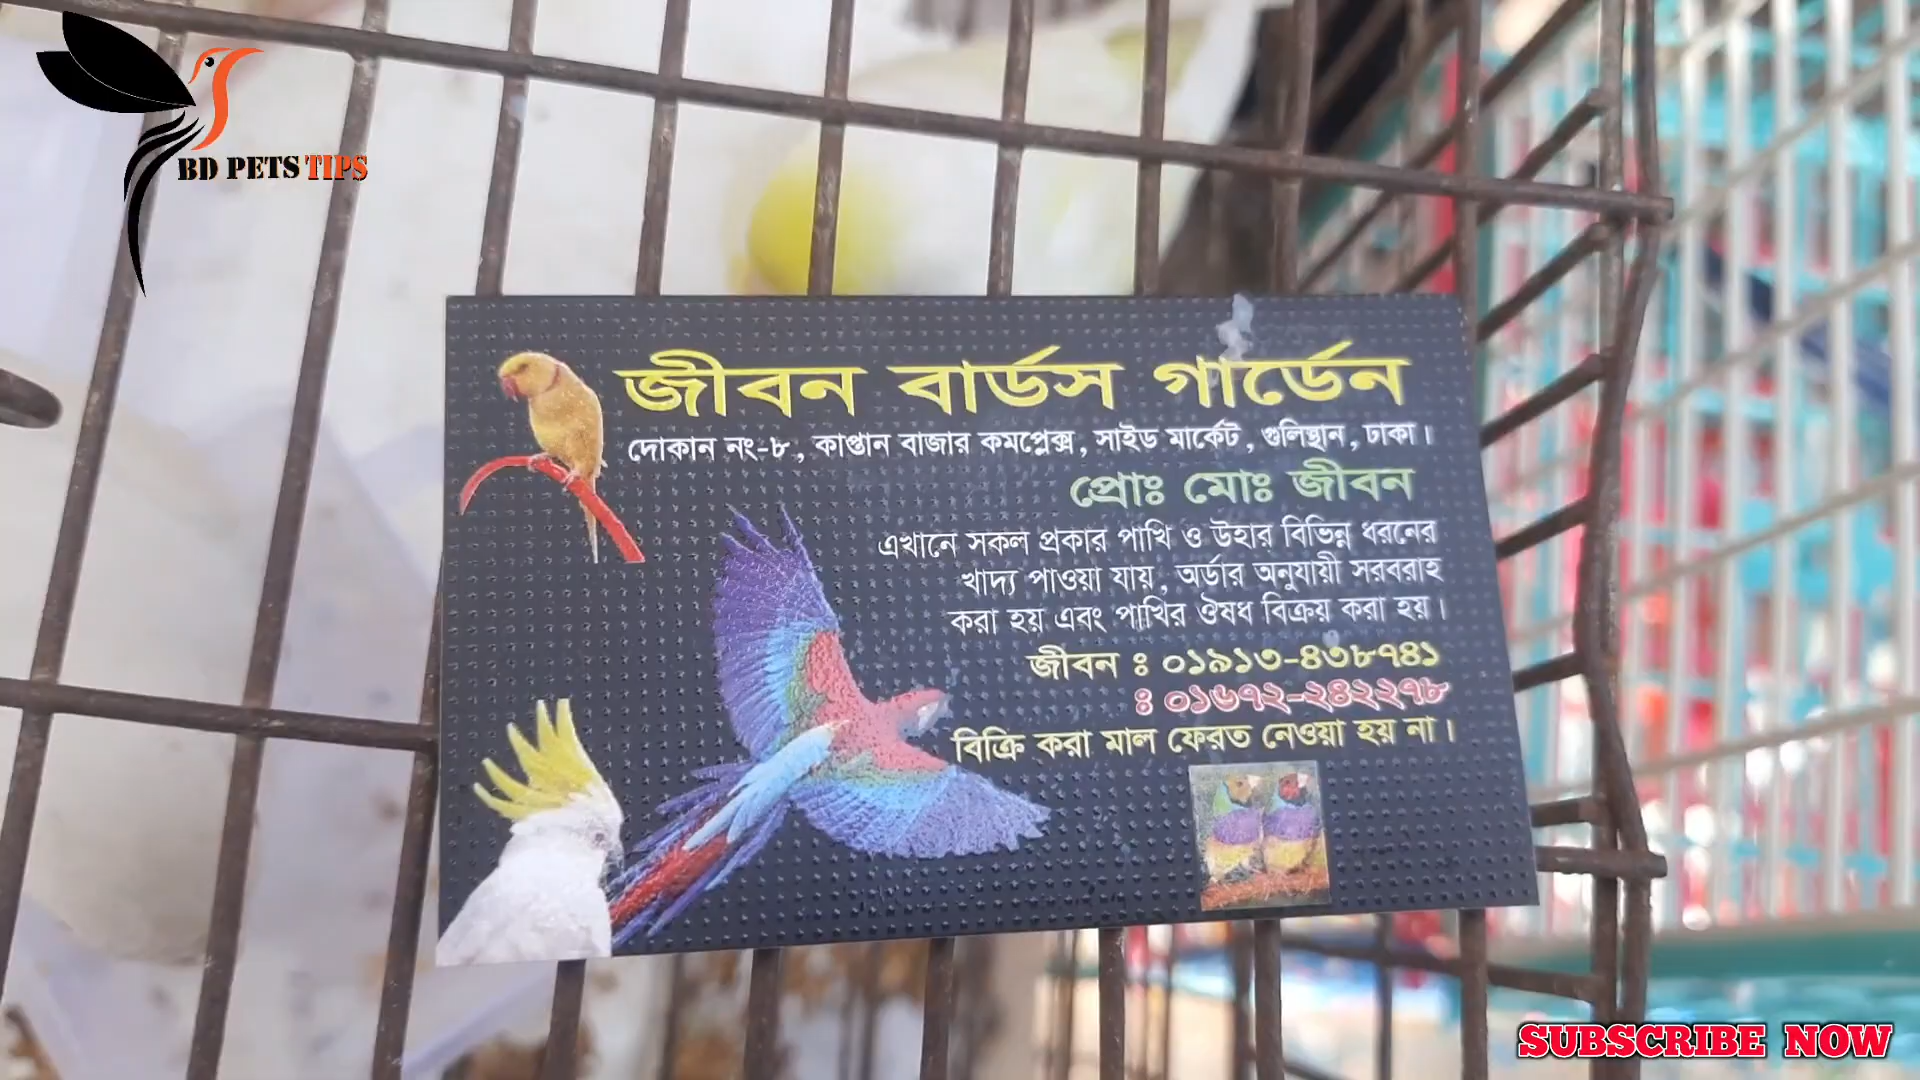 BD PETS TIPS
জীবন বার্ডস গার্ডেন
দোকান নং-৮, কাপ্তান বাজার কমপ্লেক্স, সাইড মার্কেট, গুলিস্থান, ঢাকা।
প্রোঃ মোঃ জীবন
এখানে সকল প্রকার পাখি ও উহার বিভিন্ন ধরনের
খাদ্য পাওয়া যায়, অর্ডার অনুযায়ী সরবরাহ
করা হয় এবং পাখির ঔষধ বিক্রয় করা হয়।
জীবন ঃ ০১৯১৩-৪৩৮৭৪১
ঃ ০১৬৭২-২৪২২৭৮
বিক্রি করা মাল ফেরত নেওয়া হয় না।
SUBSCRIBE NOW